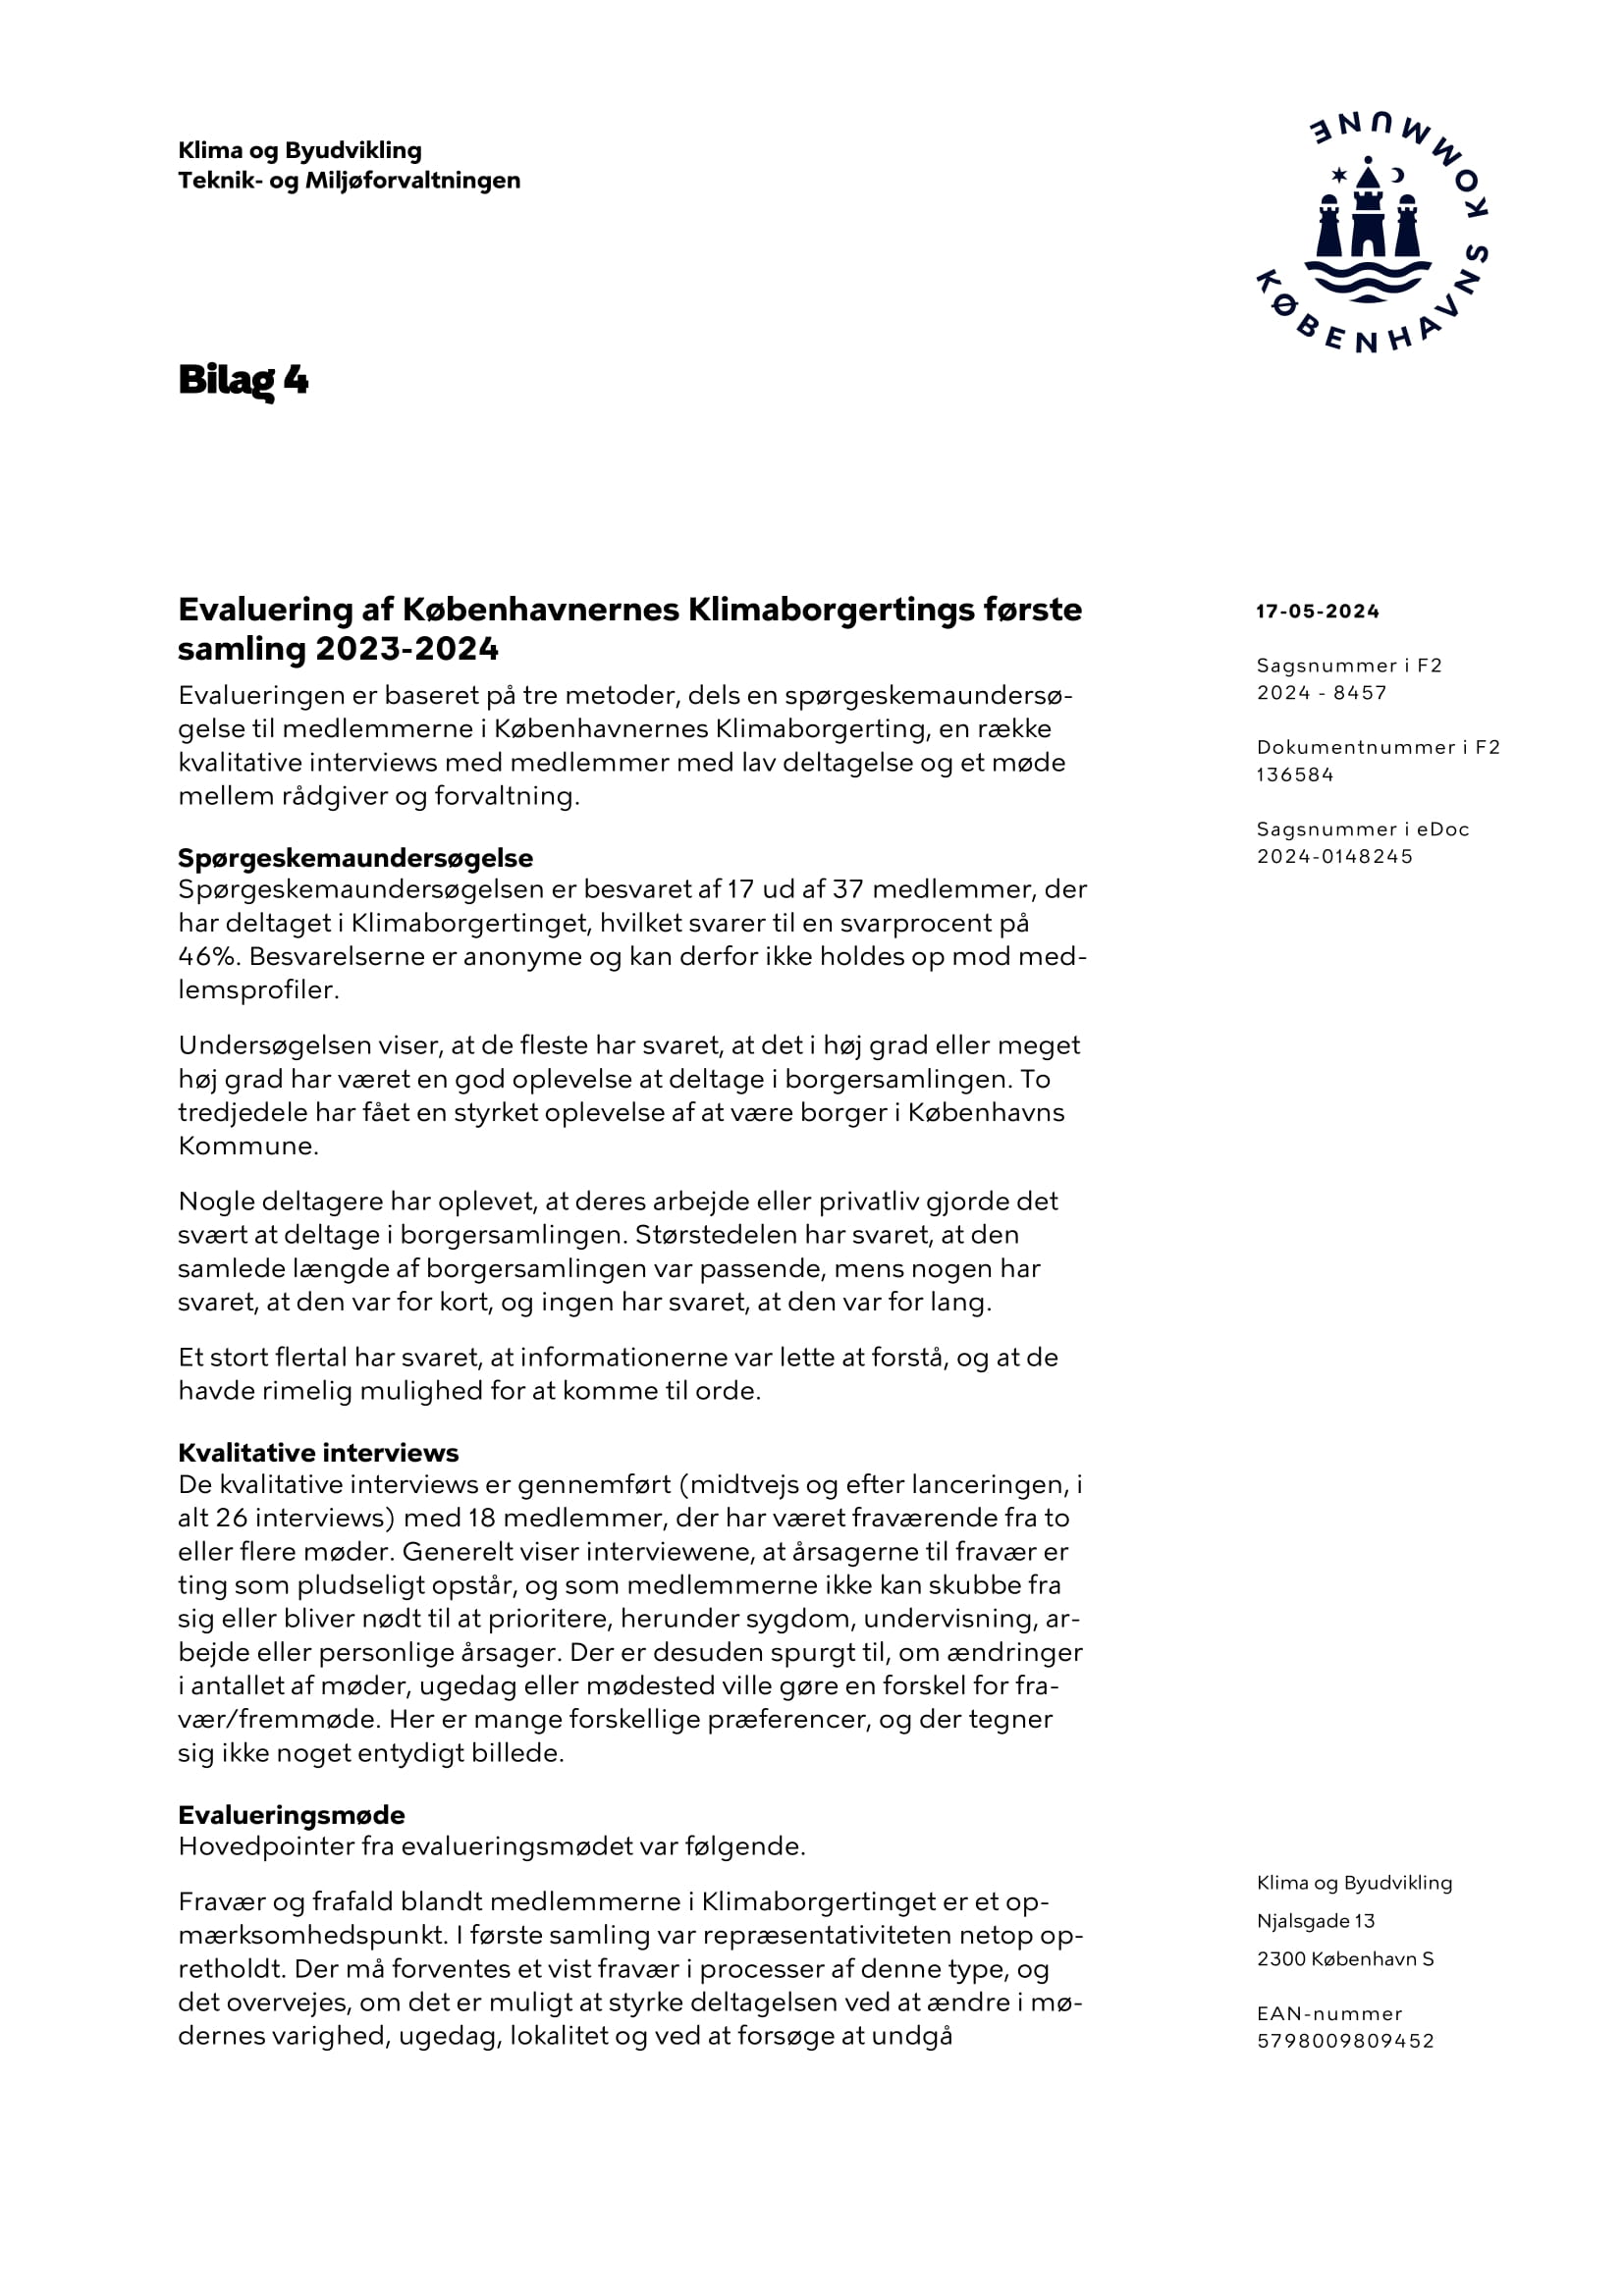 Klima og Byudvikling
Teknik- og Miljøforvaltningen
KØBENHAVNS KOMMUNE
Bilag 4
Evaluering af Københavnernes Klimaborgertings første
samling 2023-2024
Evalueringen er baseret på tre metoder, dels en spørgeskemaundersø-
gelse til medlemmerne i Københavnernes Klimaborgerting, en række
kvalitative interviews med medlemmer med lav deltagelse og et møde
mellem rådgiver og forvaltning.
Spørgeskemaundersøgelse
Spørgeskemaundersøgelsen er besvaret af 17 ud af 37 medlemmer, der
har deltaget i Klimaborgertinget, hvilket svarer til en svarprocent på
46%. Besvarelserne er anonyme og kan derfor ikke holdes op mod med-
lemsprofiler.
Undersøgelsen viser, at de fleste har svaret, at det i høj grad eller meget
høj grad har været en god oplevelse at deltage i borgersamlingen. To
tredjedele har fået en styrket oplevelse af at være borger i Københavns
Kommune.
Nogle deltagere har oplevet, at deres arbejde eller privatliv gjorde det
svært at deltage i borgersamlingen. Størstedelen har svaret, at den
samlede længde af borgersamlingen var passende, mens nogen har
svaret, at den var for kort, og ingen har svaret, at den var for lang.
Et stort flertal har svaret, at informationerne var lette at forstå, og at de
havde rimelig mulighed for at komme til orde.
Kvalitative interviews
De kvalitative interviews er gennemført (midtvejs og efter lanceringen, i
alt 26 interviews) med 18 medlemmer, der har været fraværende fra to
eller flere møder. Generelt viser interviewene, at årsagerne til fravær er
ting som pludseligt opstår, og som medlemmerne ikke kan skubbe fra
sig eller bliver nødt til at prioritere, herunder sygdom, undervisning, ar-
bejde eller personlige årsager. Der er desuden spurgt til, om ændringer
i antallet af møder, ugedag eller mødested ville gøre en forskel for fra-
vær/fremmøde. Her er mange forskellige præferencer, og der tegner
sig ikke noget entydigt billede.
Evalueringsmøde
Hovedpointer fra evalueringsmødet var følgende.
Fravær og frafald blandt medlemmerne i Klimaborgertinget er et op-
mærksomhedspunkt. I første samling var repræsentativiteten netop op-
retholdt. Der må forventes et vist fravær i processer af denne type, og
det overvejes, om det er muligt at styrke deltagelsen ved at ændre i mø-
dernes varighed, ugedag, lokalitet og ved at forsøge at undgå
17-05-2024
Sagsnummer i F2
2024 - 8457
Dokumentnummer i F2
136584
Sagsnummer i eDoc
2024-0148245
Klima og Byudvikling
Njalsgade 13
2300 København S
EAN-nummer
5798009809452